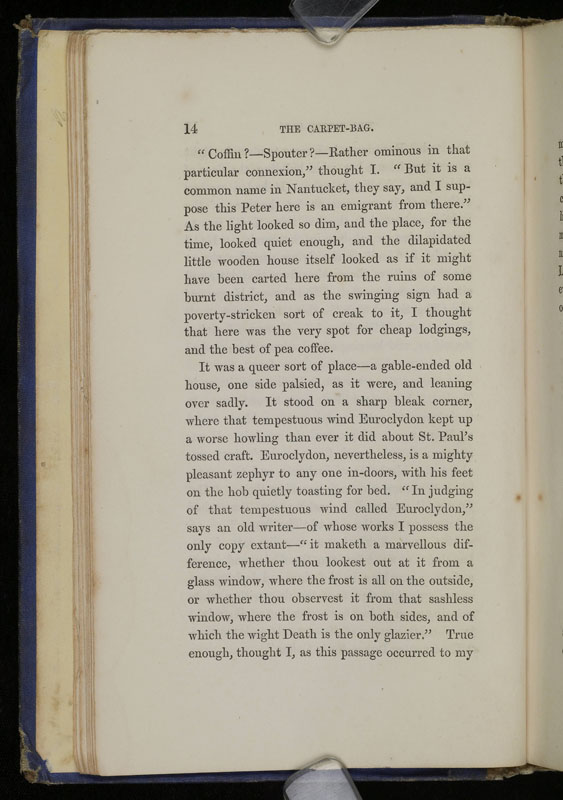 14 THE CARPET-BAG.
“ Coffin ?—Spouter ?—Rather ominous in that
particular connexion,” thought I. “ But it is a
common name in Nantucket, they say, and I sup-
pose this Peter here is an emigrant from there.”
As the light looked so dim, and the place, for the
time, looked quiet enough, and the dilapidated
little wooden house itself looked as if it might
have been carted here from the ruins of some
burnt district, and as the swinging sign had a
poverty-stricken sort of creak to it, I thought
that here was the very spot for cheap lodgings,
and the best of pea coffee.
It was a queer sort of place—a gable-ended old
house, one side palsied, as it were, and leaning
over sadly. It stood on a sharp bleak corner,
where that tempestuous wind Euroclydon kept up
a worse howling than ever it did about St. Paul’s
tossed craft. Euroclydon, nevertheless, is a mighty
pleasant zephyr to any one in-doors, with his feet
on the hob quietly toasting for bed. “ In judging
of that tempestuous wind called Euroclydon,”
says an old writer—of whose works I possess the
only copy extant—“ it maketh a marvellous dif-
ference, whether thou lookest out at it from a
glass window, where the frost is all on the outside,
or whether thou observest it from that sashless
window, where the frost is on both sides, and of
which the wight Death is the only glazier.” True
enough, thought I, as this passage occurred to my